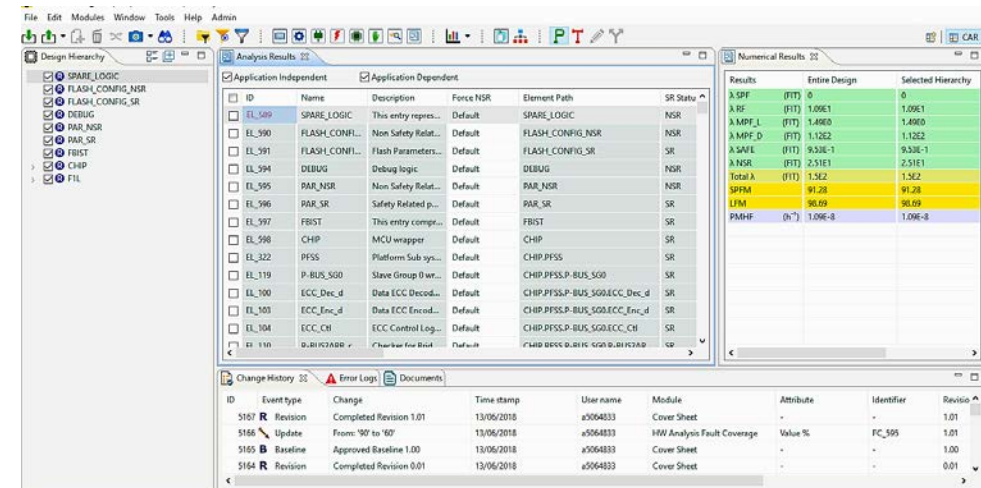 File Edit Modules Window Tools Help Admin
CAR
Design Hierarchy
SPARE_LOGIC
FLASH_CONFIG_NSR
FLASH_CONFIG_SR
DEBUG
PAR_NSR
PAR_SR
FBIST
CHIP
F1L
Analysis Results
Application Independent Application Dependent
ID Name Description Force NSR Element Path SR Statu
EL_589 SPARE_LOGIC This entry repres... Default SPARE_LOGIC NSR
EL_590 FLASH_CONFI... Non Safety Relat... Default FLASH_CONFIG_NSR NSR
EL_591 FLASH_CONFI... Flash Parameters... Default FLASH_CONFIG_SR SR
EL_594 DEBUG Debug logic Default DEBUG NSR
EL_595 PAR_NSR Non Safety Relat... Default PAR_NSR NSR
EL_596 PAR_SR Safety Related p... Default PAR_SR SR
EL_597 FBIST This entry compr... Default FBIST SR
EL_598 CHIP MCU wrapper Default CHIP SR
EL_322 PFSS Platform Sub sys... Default CHIP.PFSS SR
EL_119 P-BUS_SG0 Slave Group 0 wr... Default CHIP.PFSS.P-BUS_SG0 SR
EL_100 ECC_Dec_d Data ECC Decod... Default CHIP.PFSS.P-BUS_SG0.ECC_Dec_d SR
EL_103 ECC_Enc_d Data ECC Encod... Default CHIP.PFSS.P-BUS_SG0.ECC_Enc_d SR
EL_104 ECC_Ctl ECC Control Log... Default CHIP.PFSS.P-BUS_SG0.ECC_Ctl SR
EL_110 Checker for Brid Default SR
Numerical Results
Results Entire Design Selected Hierarchy
λ SPF (FIT) 0 0
λ RF (FIT) 1.09E1 1.09E1
λ MPF_L (FIT) 1.49E0 1.49E0
λ MPF_D (FIT) 1.12E2 1.12E2
λ SAFE (FIT) 9.53E-1 9.53E-1
λ NSR (FIT) 2.51E1 2.51E1
Total λ (FIT) 1.5E2 1.5E2
SPFM 91.28 91.28
LFM 98.69 98.69
PMHF (h⁻¹) 1.09E-8 1.09E-8
Change History Error Logs Documents
ID Event type Change Time stamp User name Module Attribute Identifier Revisio
5167 R Revision Completed Revision 1.01 13/06/2018 a5064833 Cover Sheet - - 1.01
5166 Update From: '90' to '60' 13/06/2018 a5064833 HW Analysis Fault Coverage Value % FC_595 1.01
5165 B Baseline Approved Baseline 1.00 13/06/2018 a5064833 Cover Sheet - - 1.00
5164 R Revision Completed Revision 0.01 13/06/2018 a5064833 Cover Sheet - - 0.01